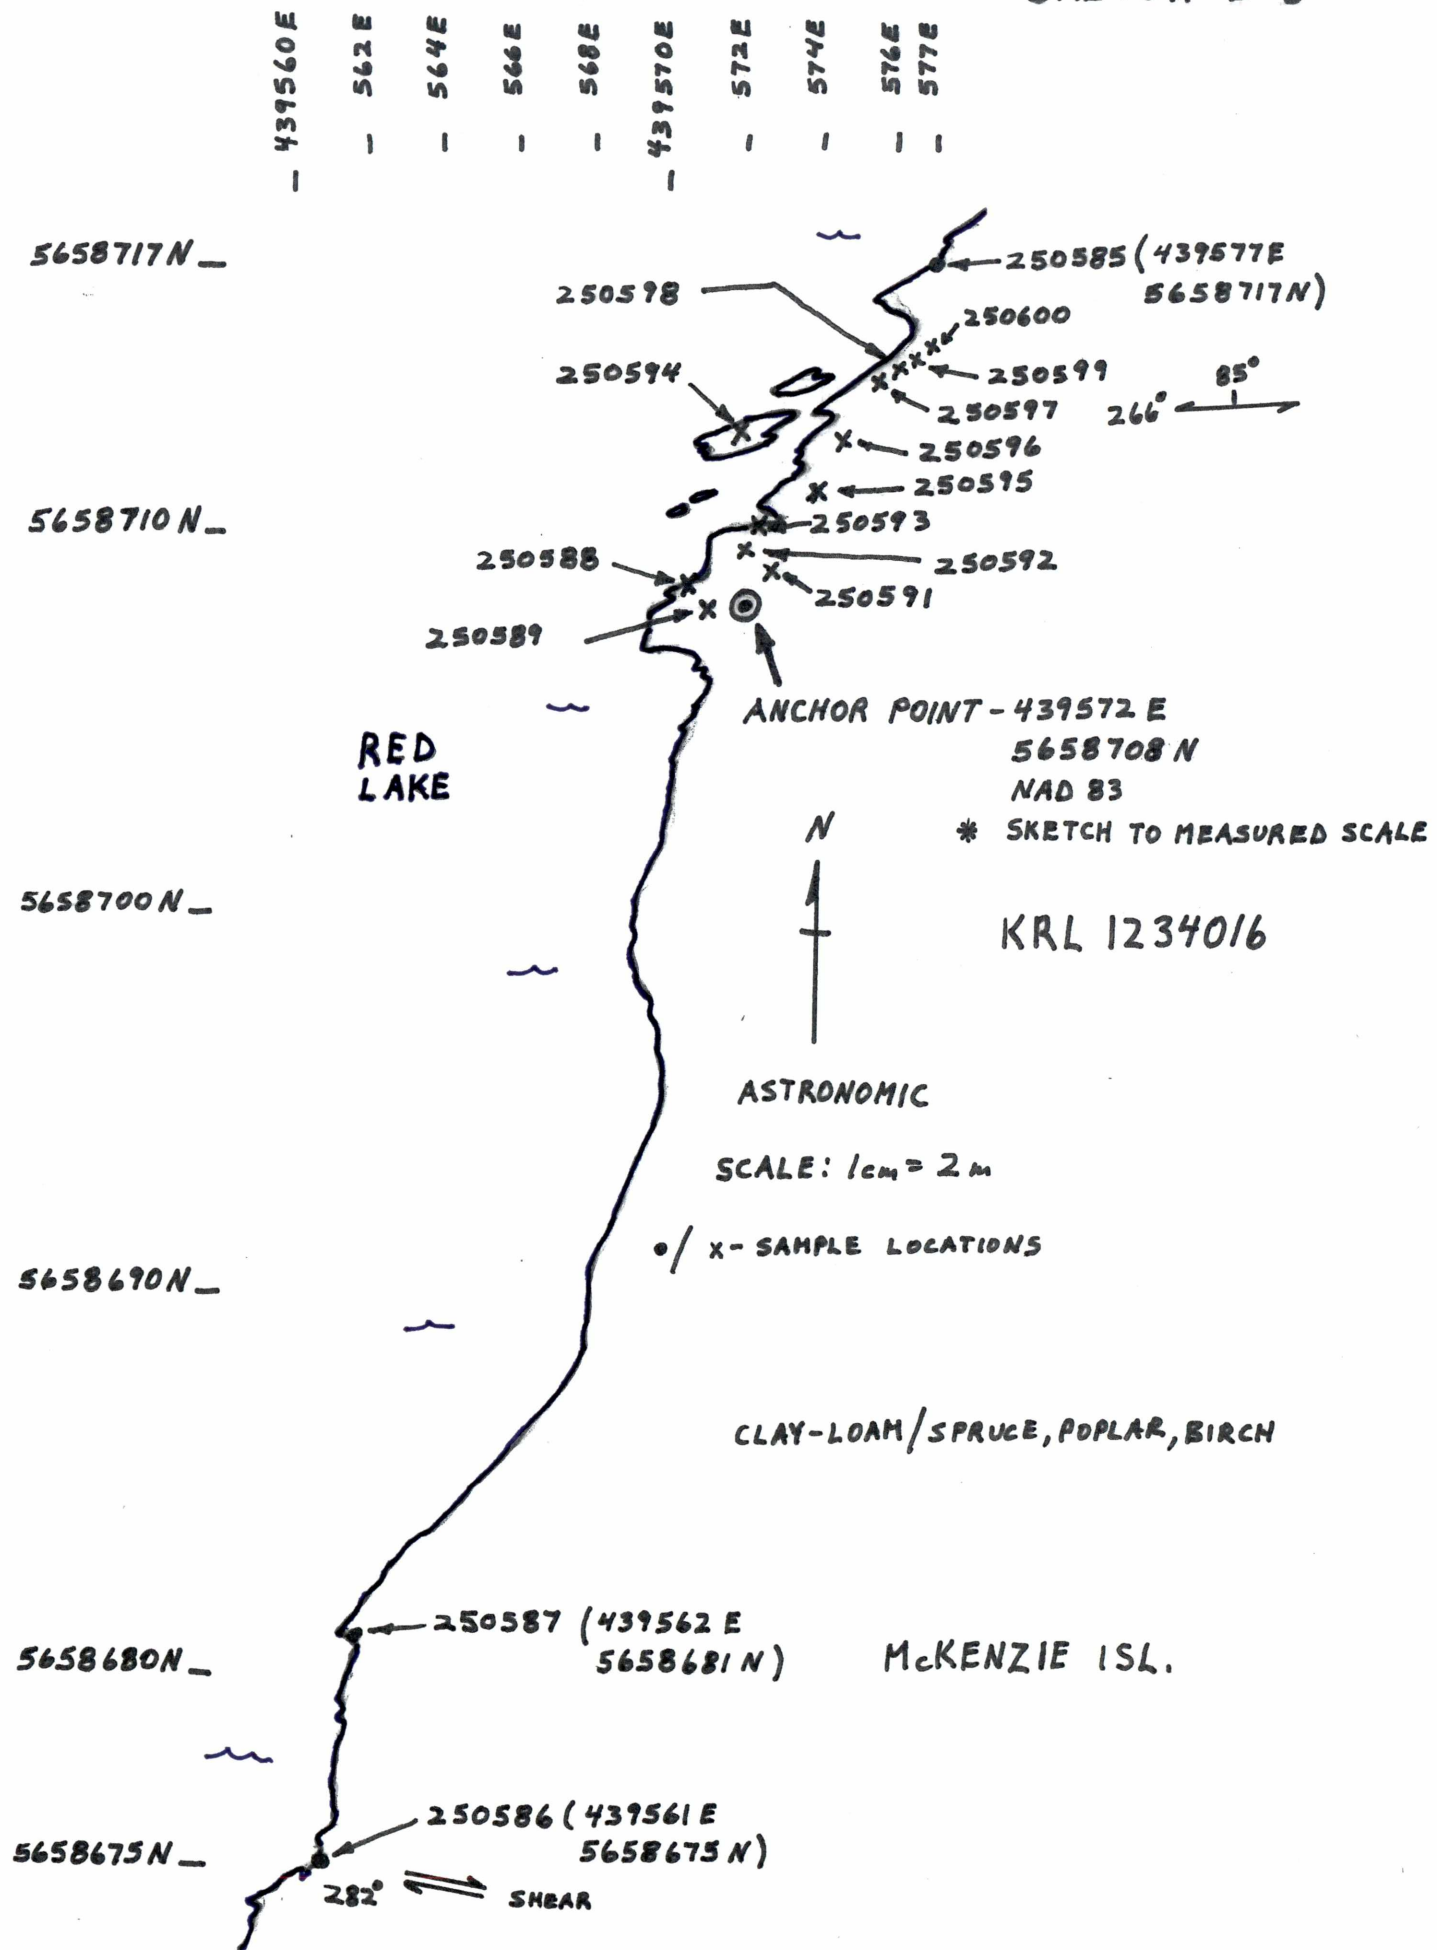 439560E
562E
564E
566E
568E
439570E
572E
574E
576E
577E
5658717N
250585 (439577E
5658717N)
250598
250600
250594
250599
85°
250597
266°
250596
250595
5658710N
250593
250588
250592
250591
250589
ANCHOR POINT - 439572 E
5658708 N
NAD 83
RED
LAKE
N
* SKETCH TO MEASURED SCALE
5658700N
KRL 1234016
ASTRONOMIC
SCALE: 1cm = 2m
•/ x - SAMPLE LOCATIONS
5658690N
CLAY-LOAM/SPRUCE, POPLAR, BIRCH
250587 (439562 E
5658681 N)
5658680N
McKENZIE ISL.
250586 (439561 E
5658675 N)
5658675N
282°
SHEAR